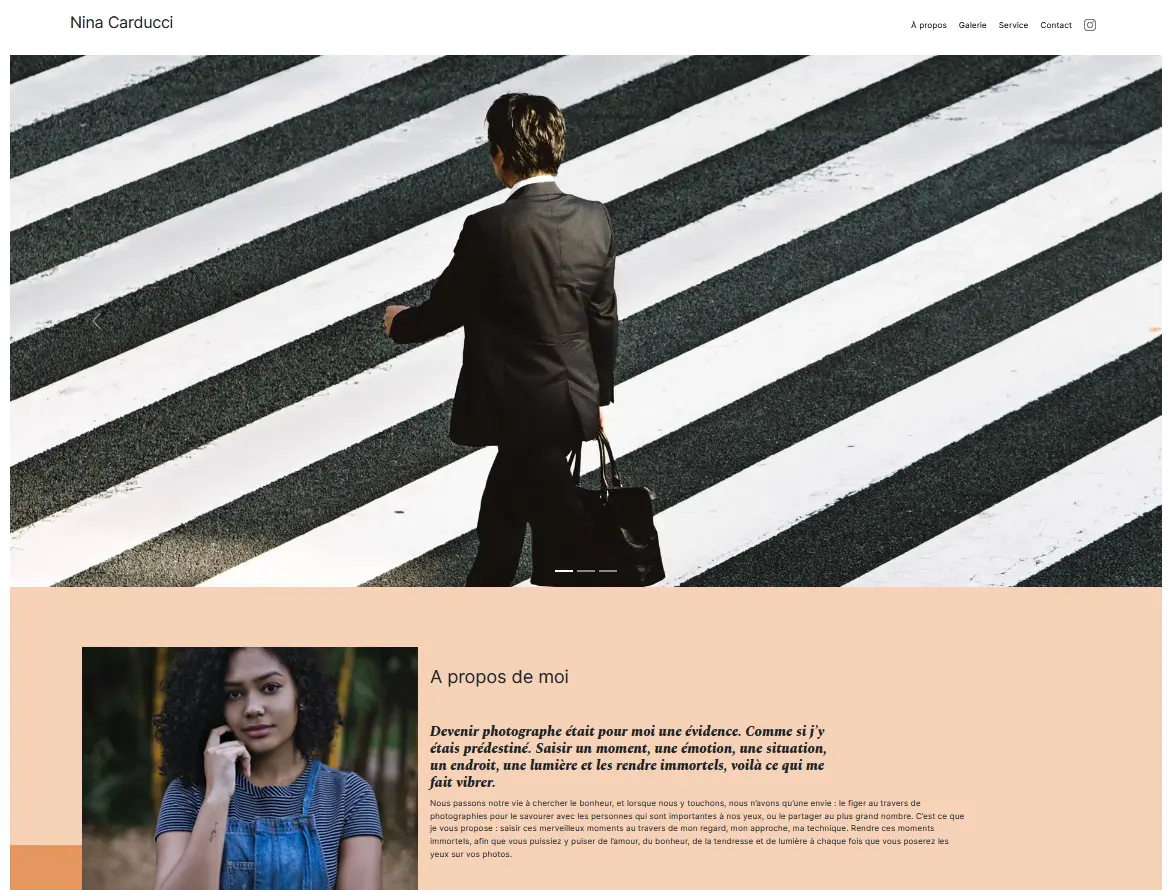 Nina Carducci
À propos Galerie Service Contact
A propos de moi
Devenir photographe était pour moi une évidence. Comme si j'y
étais prédestiné. Saisir un moment, une émotion, une situation,
un endroit, une lumière et les rendre immortels, voilà ce qui me
fait vibrer.
Nous passons notre vie à chercher le bonheur, et lorsque nous y touchons, nous n'avons qu'une envie : le figer au travers de
photographies pour le savourer avec les personnes qui sont importantes à nos yeux, ou le partager au plus grand nombre. C'est ce que
je vous propose : saisir ces merveilleux moments au travers de mon regard, mon approche, ma technique. Rendre ces moments
immortels, afin que vous puissiez y puiser de l'amour, du bonheur, de la tendresse et de lumière à chaque fois que vous poserez les
yeux sur vos photos.